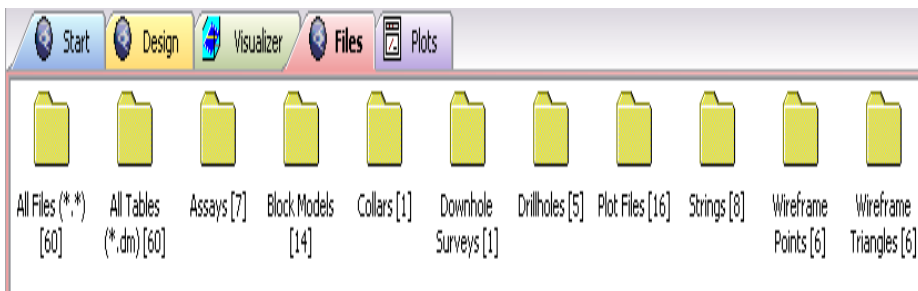 Start Design Visualizer Files Plots
All Files (*.*) [60]
All Tables (*.dm) [60]
Assays [7]
Block Models [14]
Collars [1]
Downhole Surveys [1]
Drillholes [5]
Plot Files [16]
Strings [8]
Wireframe Points [6]
Wireframe Triangles [6]